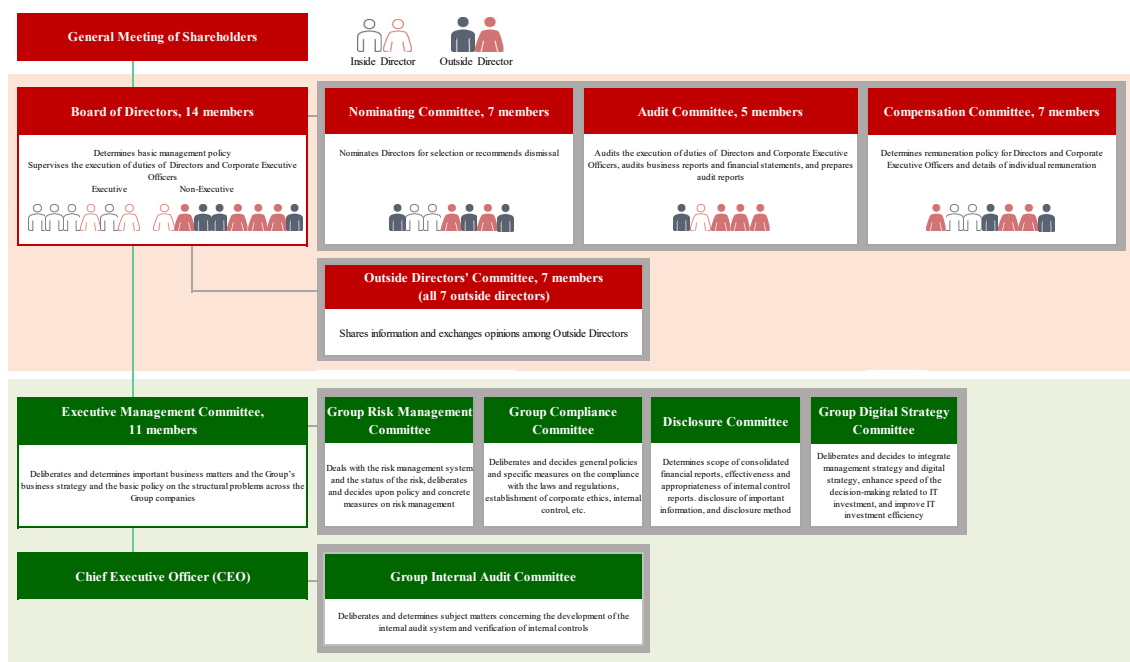 General Meeting of Shareholders
Inside Director
Outside Director
Board of Directors, 14 members
Determines basic management policy
Supervises the execution of duties of Directors and Corporate Executive
Officers
Executive
Non-Executive
Nominating Committee, 7 members
Nominates Directors for selection or recommends dismissal
Audit Committee, 5 members
Audits the execution of duties of Directors and Corporate Executive
Officers, audits business reports and financial statements, and prepares
audit reports
Compensation Committee, 7 members
Determines remuneration policy for Directors and Corporate
Executive Officers and details of individual remuneration
Outside Directors' Committee, 7 members
(all 7 outside directors)
Shares information and exchanges opinions among Outside Directors
Executive Management Committee,
11 members
Deliberates and determines important business matters and the Group's
business strategy and the basic policy on the structural problems across the
Group companies
Group Risk Management
Committee
Deals with the risk management system
and the status of the risk, deliberates
and decides upon policy and concrete
measures on risk management
Group Compliance
Committee
Deliberates and decides general policies
and specific measures on the compliance
with the laws and regulations,
establishment of corporate ethics, internal
control, etc.
Disclosure Committee
Determines scope of consolidated
financial reports, effectiveness and
appropriateness of internal control
reports. disclosure of important
information, and disclosure method
Group Digital Strategy
Committee
Deliberates and decides to integrate
management strategy and digital
strategy, enhance speed of the
decision-making related to IT
investment, and improve IT
investment efficiency
Chief Executive Officer (CEO)
Group Internal Audit Committee
Deliberates and determines subject matters concerning the development of the
internal audit system and verification of internal controls